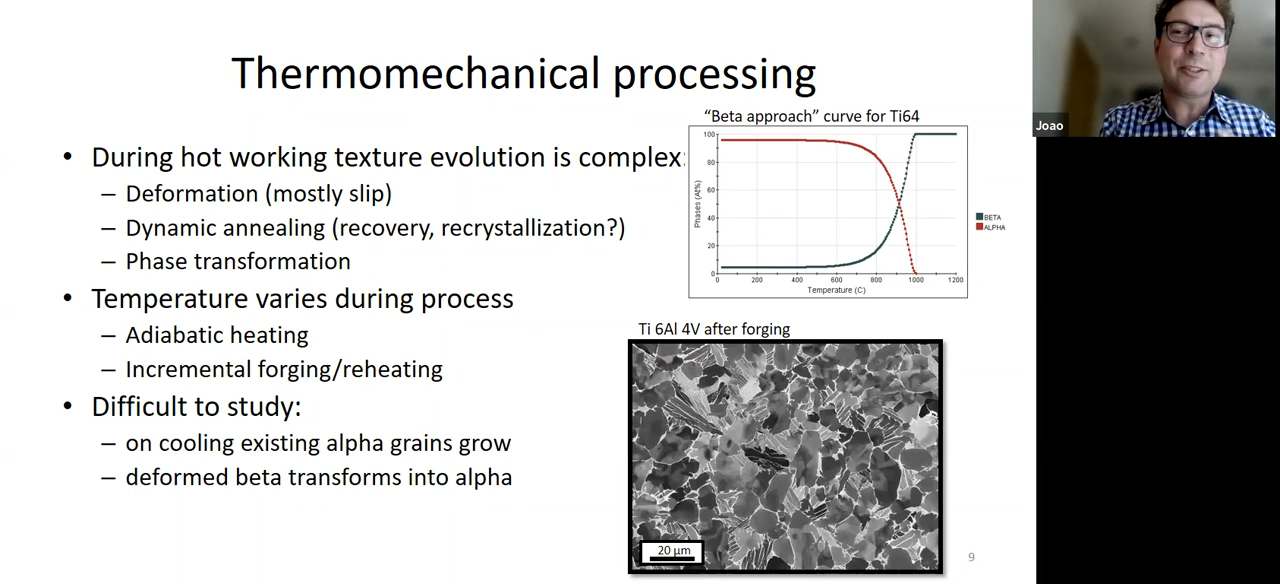 Thermomechanical processing
• During hot working texture evolution is complex:
– Deformation (mostly slip)
– Dynamic annealing (recovery, recrystallization?)
– Phase transformation
• Temperature varies during process
– Adiabatic heating
– Incremental forging/reheating
• Difficult to study:
– on cooling existing alpha grains grow
– deformed beta transforms into alpha
“Beta approach” curve for Ti64
Phases (At%)
100
80
60
40
20
0
0 200 400 600 800 1000 1200
Temperature (C)
BETA
ALPHA
Ti 6Al 4V after forging
20 µm
9
Joao